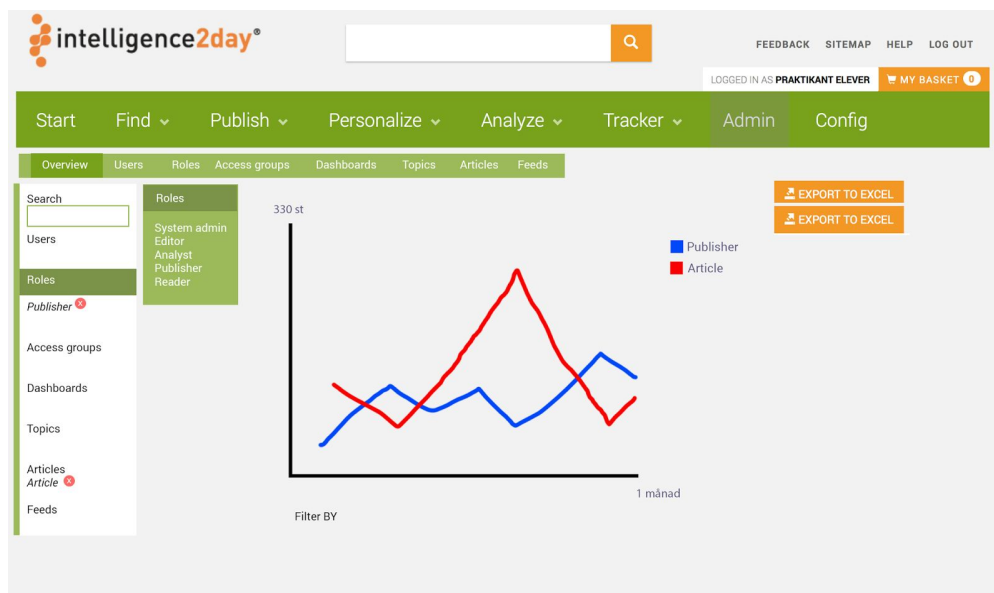 intelligence2day®
FEEDBACK SITEMAP HELP LOG OUT
LOGGED IN AS PRAKTIKANT ELEVER MY BASKET 0
Start Find Publish Personalize Analyze Tracker Admin Config
Overview Users Roles Access groups Dashboards Topics Articles Feeds
Search
Users
Roles
Publisher x
Access groups
Dashboards
Topics
Articles
Article x
Feeds
Roles
System admin
Editor
Analyst
Publisher
Reader
330 st
Publisher
Article
1 månad
Filter BY
EXPORT TO EXCEL
EXPORT TO EXCEL